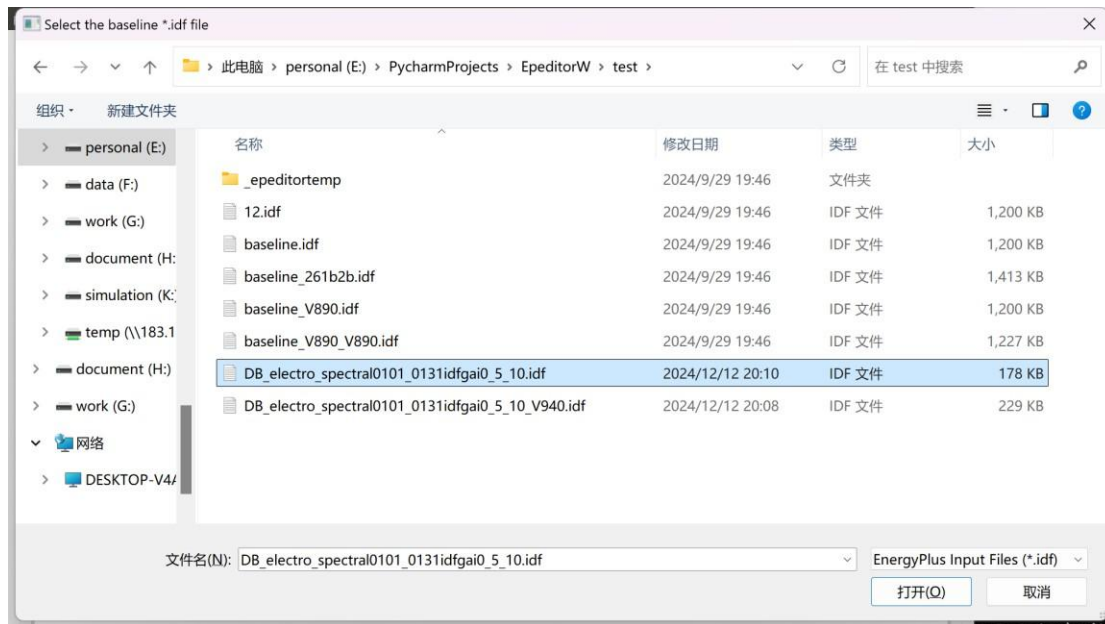 Select the baseline *.idf file
此电脑 > personal (E:) > PycharmProjects > EpeditorW > test >
在 test 中搜索
组织
新建文件夹
名称 修改日期 类型 大小
personal (E:)
data (F:)
work (G:)
document (H:
simulation (K:
temp (\\183.1
document (H:)
work (G:)
网络
DESKTOP-V4A
_epeditortemp 2024/9/29 19:46 文件夹
12.idf 2024/9/29 19:46 IDF 文件 1,200 KB
baseline.idf 2024/9/29 19:46 IDF 文件 1,200 KB
baseline_261b2b.idf 2024/9/29 19:46 IDF 文件 1,413 KB
baseline_V890.idf 2024/9/29 19:46 IDF 文件 1,200 KB
baseline_V890_V890.idf 2024/9/29 19:46 IDF 文件 1,227 KB
DB_electro_spectral0101_0131idfgai0_5_10.idf 2024/12/12 20:10 IDF 文件 178 KB
DB_electro_spectral0101_0131idfgai0_5_10_V940.idf 2024/12/12 20:08 IDF 文件 229 KB
文件名(N): DB_electro_spectral0101_0131idfgai0_5_10.idf
EnergyPlus Input Files (*.idf)
打开(O) 取消